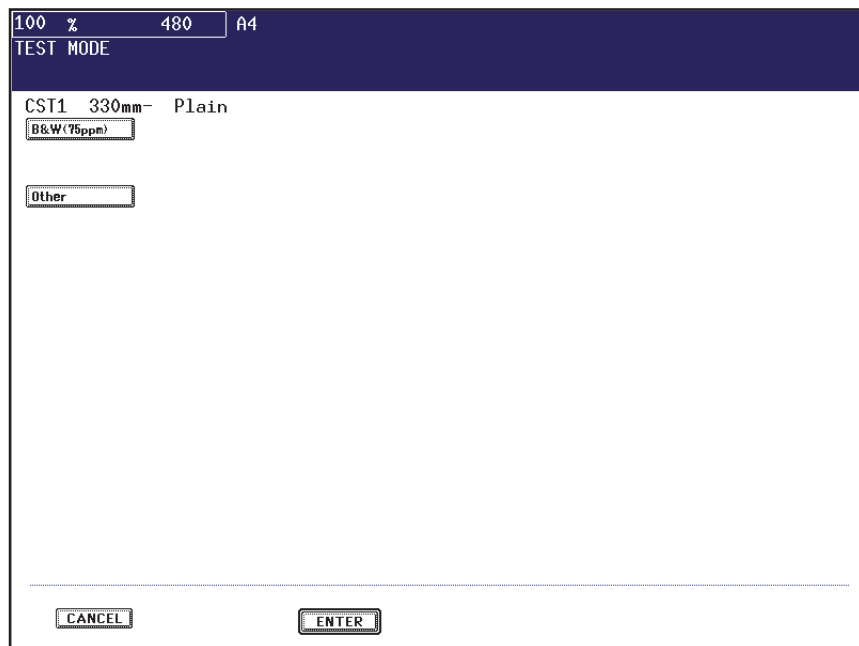 100 % 480 A4
TEST MODE
CST1 330mm- Plain
B&W(75ppm)
Other
CANCEL ENTER